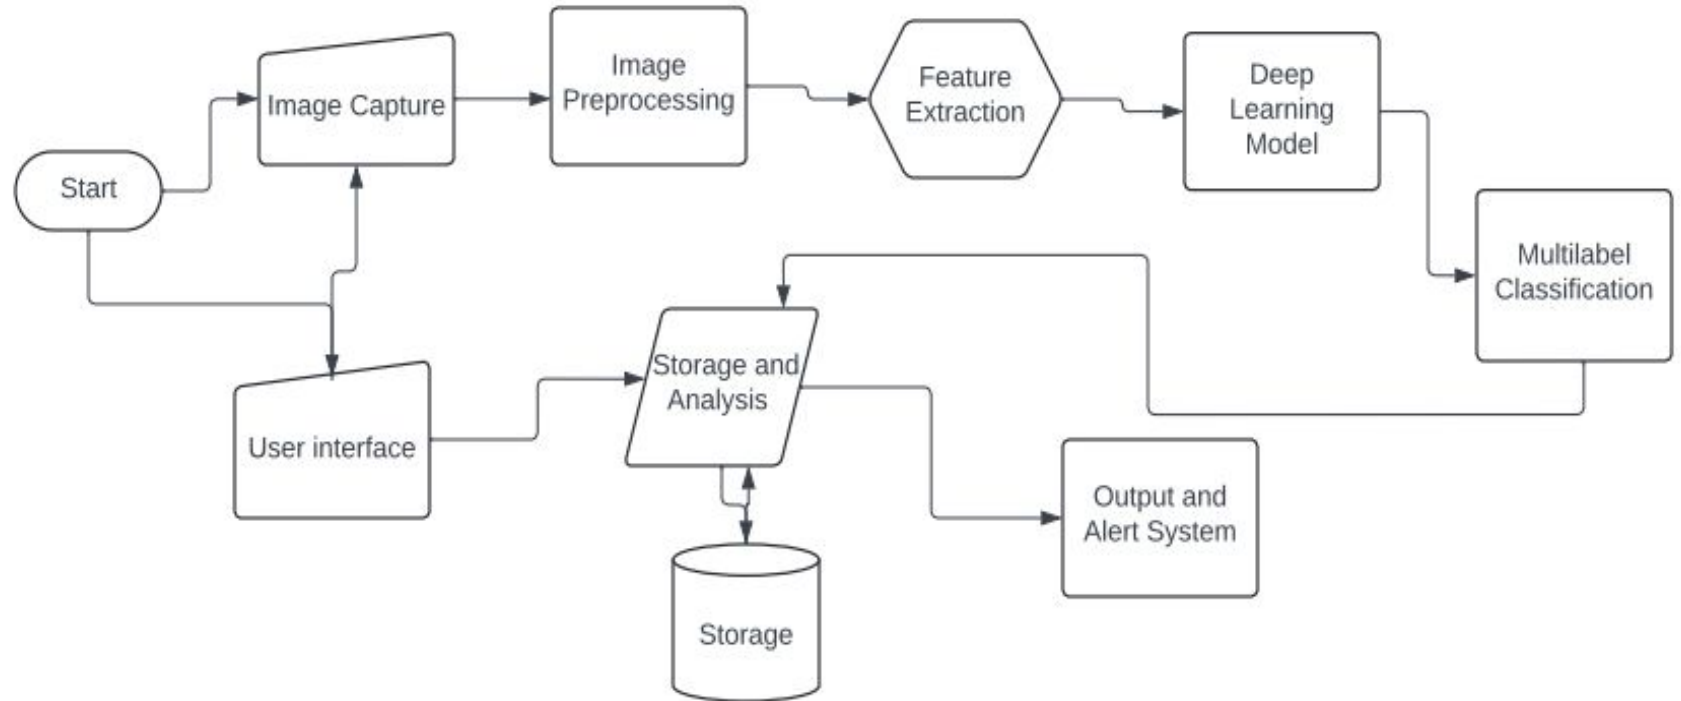 Start
Image Capture
Image
Preprocessing
Feature
Extraction
Deep
Learning
Model
Multilabel
Classification
User interface
Storage and
Analysis
Output and
Alert System
Storage